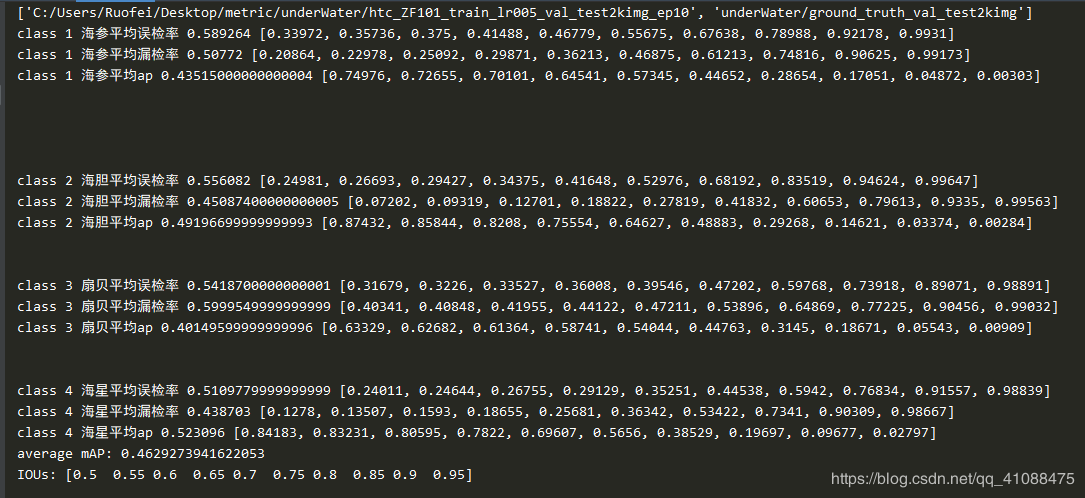 ['C:/Users/Ruofei/Desktop/metric/underWater/htc_ZF101_train_lr005_val_test2kimg_ep10', 'underWater/ground_truth_val_test2kimg']
class 1 海参平均误检率 0.589264 [0.33972, 0.35736, 0.375, 0.41488, 0.46779, 0.55675, 0.67638, 0.78988, 0.92178, 0.9931]
class 1 海参平均漏检率 0.50772 [0.20864, 0.22978, 0.25092, 0.29871, 0.36213, 0.46875, 0.61213, 0.74816, 0.90625, 0.99173]
class 1 海参平均ap 0.43515000000000004 [0.74976, 0.72655, 0.70101, 0.64541, 0.57345, 0.44652, 0.28654, 0.17051, 0.04872, 0.00303]
class 2 海胆平均误检率 0.556082 [0.24981, 0.26693, 0.29427, 0.34375, 0.41648, 0.52976, 0.68192, 0.83519, 0.94624, 0.99647]
class 2 海胆平均漏检率 0.45087400000000005 [0.07202, 0.09319, 0.12701, 0.18822, 0.27819, 0.41832, 0.60653, 0.79613, 0.9335, 0.99563]
class 2 海胆平均ap 0.49196699999999993 [0.87432, 0.85844, 0.8208, 0.75554, 0.64627, 0.48883, 0.29268, 0.14621, 0.03374, 0.00284]
class 3 扇贝平均误检率 0.5418700000000001 [0.31679, 0.3226, 0.33527, 0.36008, 0.39546, 0.47202, 0.59768, 0.73918, 0.89071, 0.98891]
class 3 扇贝平均漏检率 0.5999549999999999 [0.40341, 0.40848, 0.41955, 0.44122, 0.47211, 0.53896, 0.64869, 0.77225, 0.90456, 0.99032]
class 3 扇贝平均ap 0.40149599999999996 [0.63329, 0.62682, 0.61364, 0.58741, 0.54044, 0.44763, 0.3145, 0.18671, 0.05543, 0.00909]
class 4 海星平均误检率 0.5109779999999999 [0.24011, 0.24644, 0.26755, 0.29129, 0.35251, 0.44538, 0.5942, 0.76834, 0.91557, 0.98839]
class 4 海星平均漏检率 0.438703 [0.1278, 0.13507, 0.1593, 0.18655, 0.25681, 0.36342, 0.53422, 0.7341, 0.90309, 0.98667]
class 4 海星平均ap 0.523096 [0.84183, 0.83231, 0.80595, 0.7822, 0.69607, 0.5656, 0.38529, 0.19697, 0.09677, 0.02797]
average mAP: 0.4629273941622053
IOUs: [0.5  0.55 0.6  0.65 0.7  0.75 0.8  0.85 0.9  0.95]
https://blog.csdn.net/qq_41088475